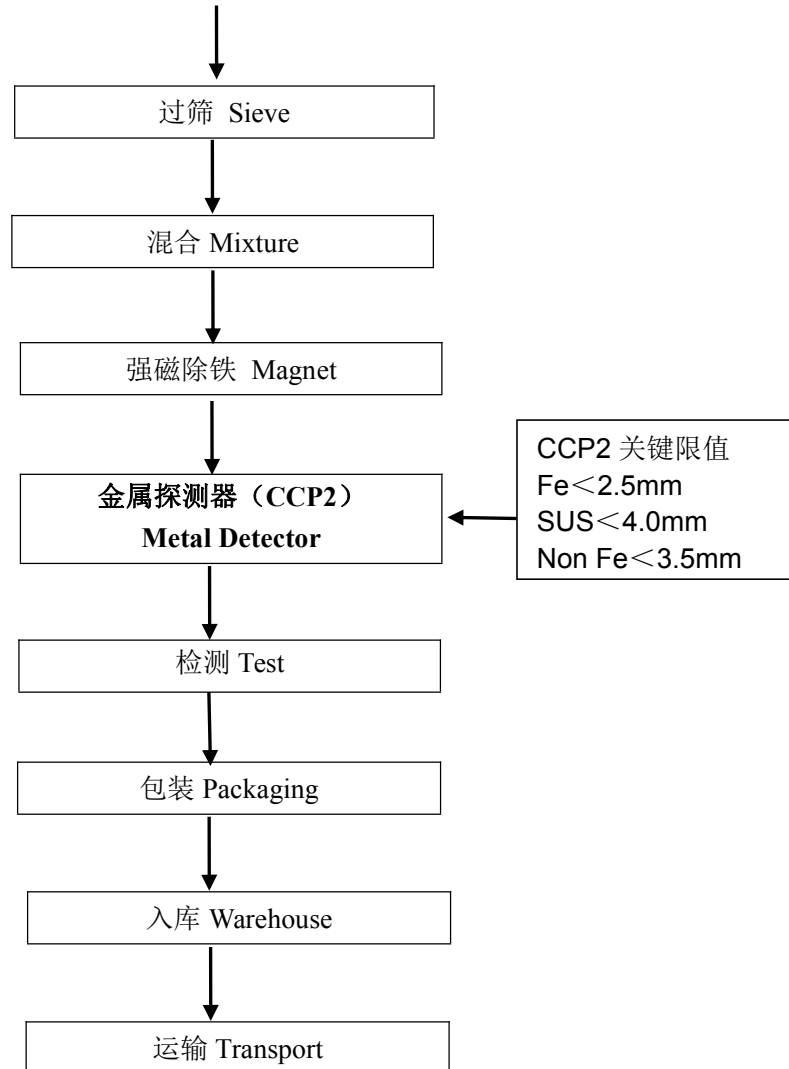 过筛 Sieve
混合 Mixture
强磁除铁 Magnet
金属探测器（CCP2）
Metal Detector
CCP2 关键限值
Fe＜2.5mm
SUS＜4.0mm
Non Fe＜3.5mm
检测 Test
包装 Packaging
入库 Warehouse
运输 Transport